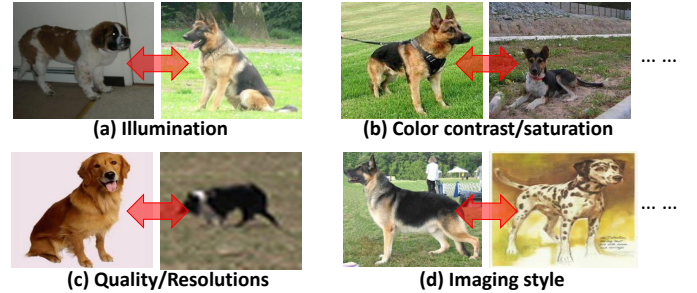 (a) Illumination
(b) Color contrast/saturation
... ...
(c) Quality/Resolutions
(d) Imaging style
... ...